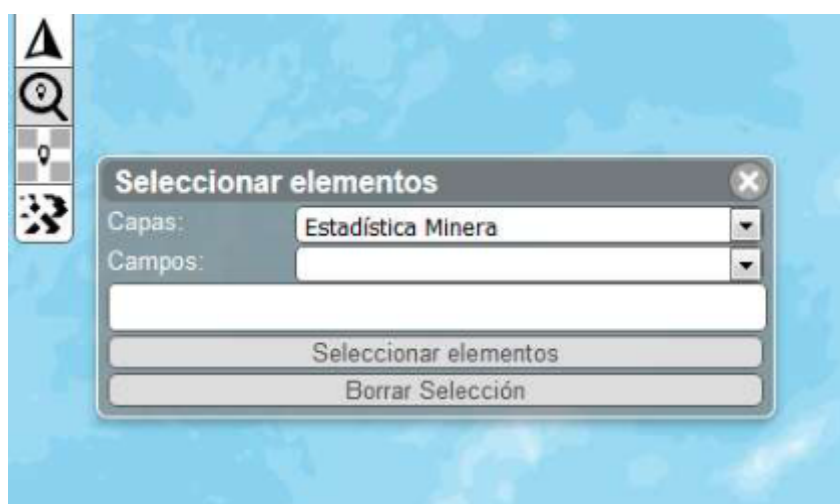 Seleccionar elementos
Capas:
Estadística Minera
Campos:
Seleccionar elementos
Borrar Selección